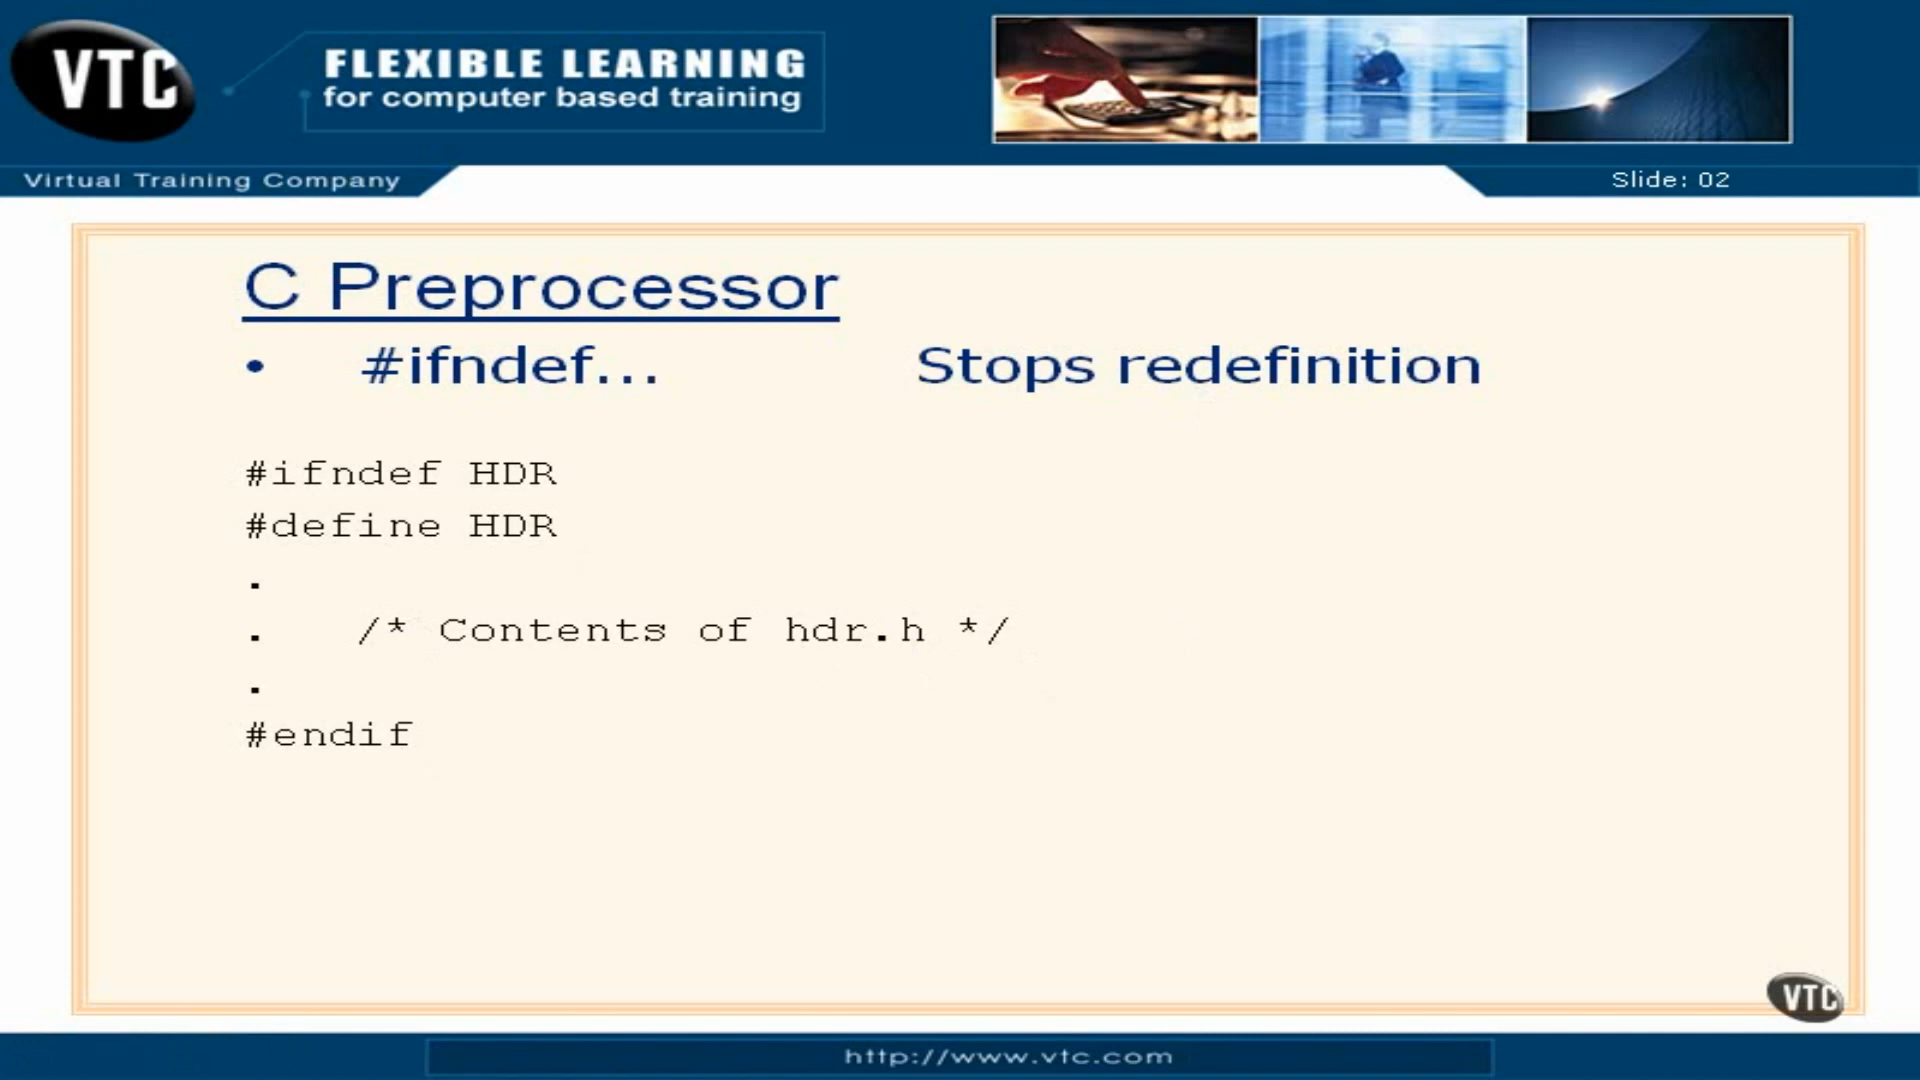 VTC
FLEXIBLE LEARNING
for computer based training
Virtual Training Company
Slide: 02
C Preprocessor
• #ifndef... Stops redefinition
#ifndef HDR
#define HDR
.
. /* Contents of hdr.h */
.
#endif
VTC
http://www.vtc.com